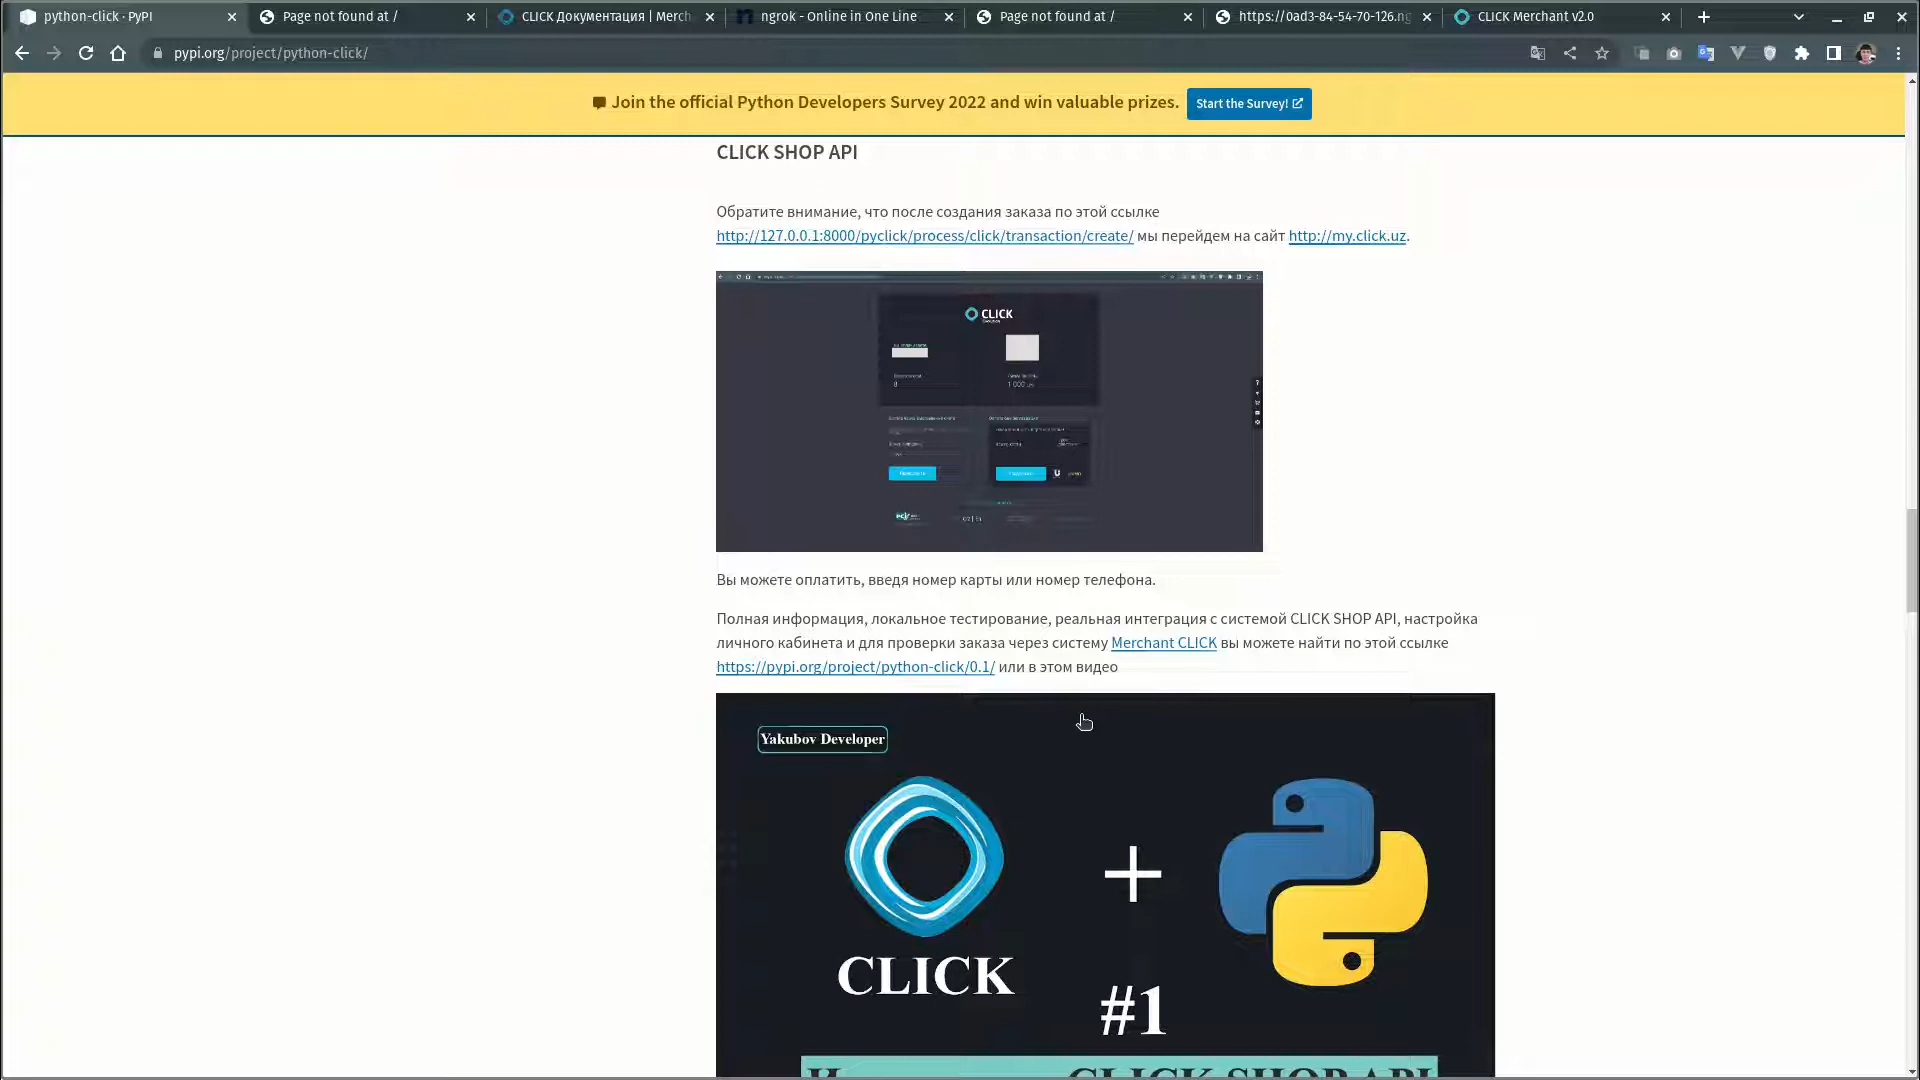 python-click · PyPI
Page not found at /
CLICK Документация | Merch
ngrok - Online in One Line
Page not found at /
https://0ad3-84-54-70-126.ng
CLICK Merchant v2.0
pypi.org/project/python-click/
Join the official Python Developers Survey 2022 and win valuable prizes.
Start the Survey!
CLICK SHOP API
Обратите внимание, что после создания заказа по этой ссылке
http://127.0.0.1:8000/pyclick/process/click/transaction/create/ мы перейдем на сайт http://my.click.uz.
CLICK
1 000
Вы можете оплатить, введя номер карты или номер телефона.
Полная информация, локальное тестирование, реальная интеграция с системой CLICK SHOP API, настройка
личного кабинета и для проверки заказа через систему Merchant CLICK вы можете найти по этой ссылке
https://pypi.org/project/python-click/0.1/ или в этом видео
Yakubov Developer
+
CLICK
#1
CLICK SHOP API